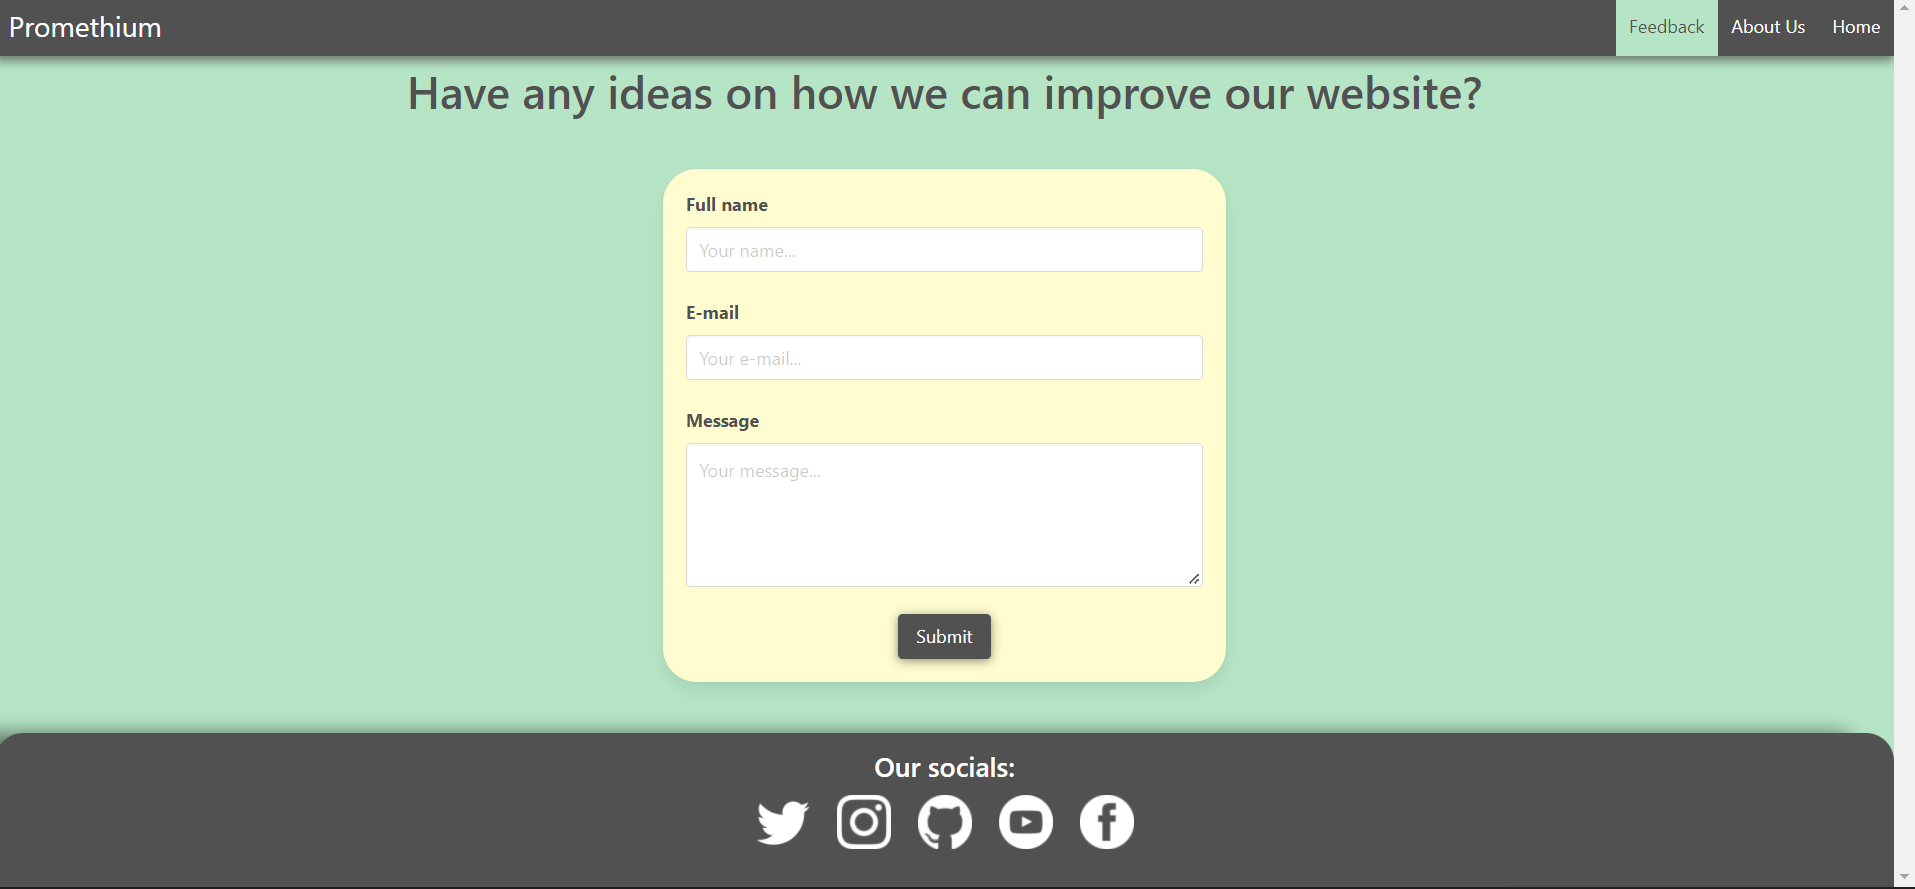 Promethium
Feedback About Us Home
Have any ideas on how we can improve our website?
Full name
Your name...
E-mail
Your e-mail...
Message
Your message...
Submit
Our socials: